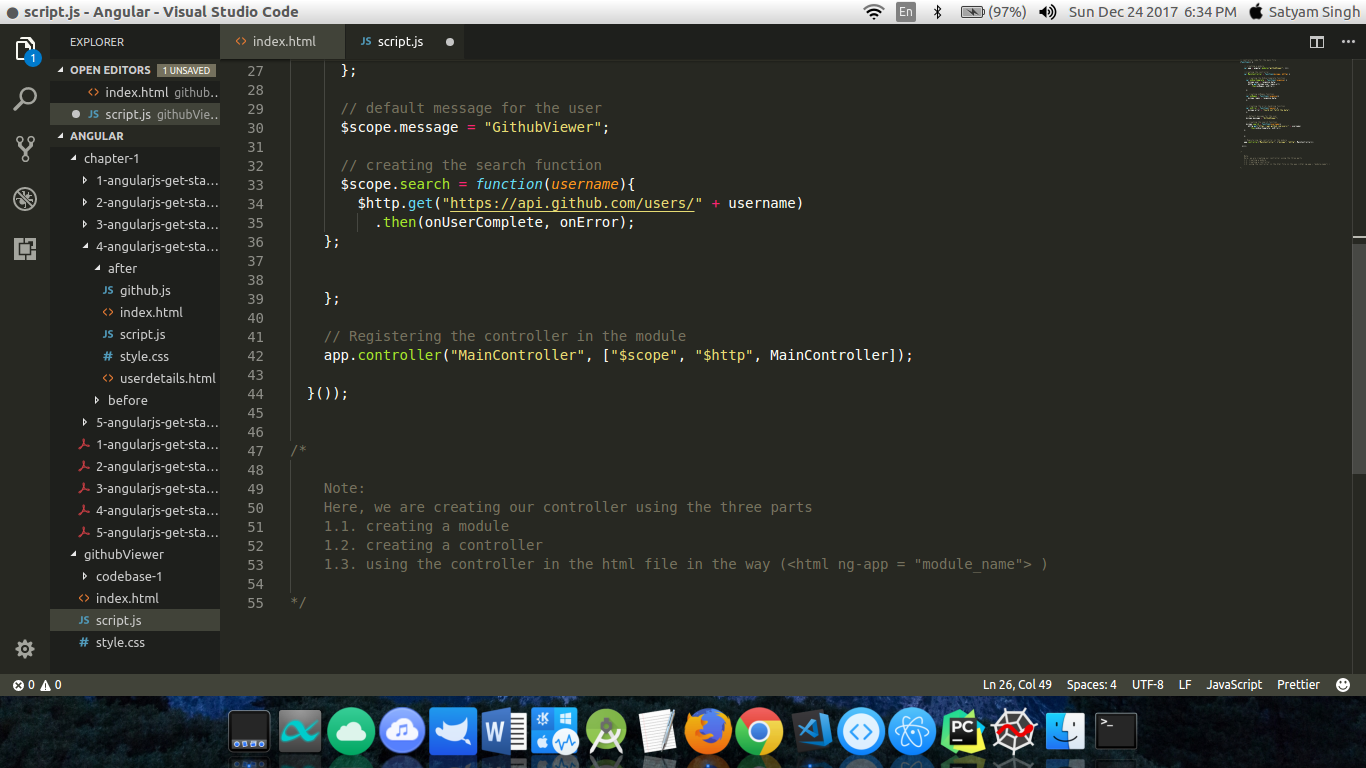 script.js - Angular - Visual Studio Code
En
(97%)
Sun Dec 24 2017 6:34 PM
Satyam Singh
1
EXPLORER
OPEN EDITORS
1 UNSAVED
index.html github..
JS script.js githubVie..
ANGULAR
chapter-1
1-angularjs-get-sta...
2-angularjs-get-sta...
3-angularjs-get-sta...
4-angularjs-get-sta...
after
JS github.js
<> index.html
JS script.js
# style.css
<> userdetails.html
before
5-angularjs-get-sta...
1-angularjs-get-sta...
2-angularjs-get-sta...
3-angularjs-get-sta...
4-angularjs-get-sta...
5-angularjs-get-sta...
githubViewer
codebase-1
<> index.html
JS script.js
# style.css
<> index.html
JS script.js
27 };
28
29 // default message for the user
30 $scope.message = "GithubViewer";
31
32 // creating the search function
33 $scope.search = function(username){
34 $http.get("https://api.github.com/users/" + username)
35 .then(onUserComplete, onError);
36 };
37
38
39 };
40
41 // Registering the controller in the module
42 app.controller("MainController", ["$scope", "$http", MainController]);
43
44 }());
45
46
47 /*
48
49 Note:
50 Here, we are creating our controller using the three parts
51 1.1. creating a module
52 1.2. creating a controller
53 1.3. using the controller in the html file in the way (<html ng-app = "module_name"> )
54
55 */
0 0
Ln 26, Col 49
Spaces: 4
UTF-8
LF
JavaScript
Prettier
W
PC
>_